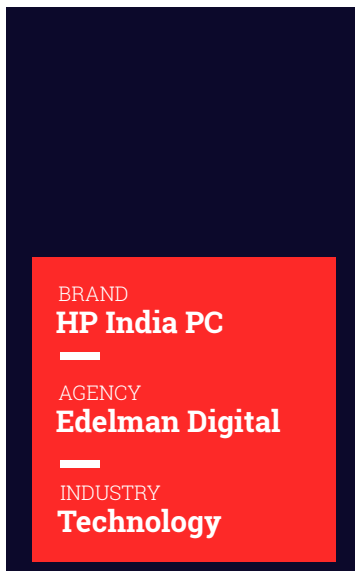 BRAND
HP India PC
AGENCY
Edelman Digital
INDUSTRY
Technology